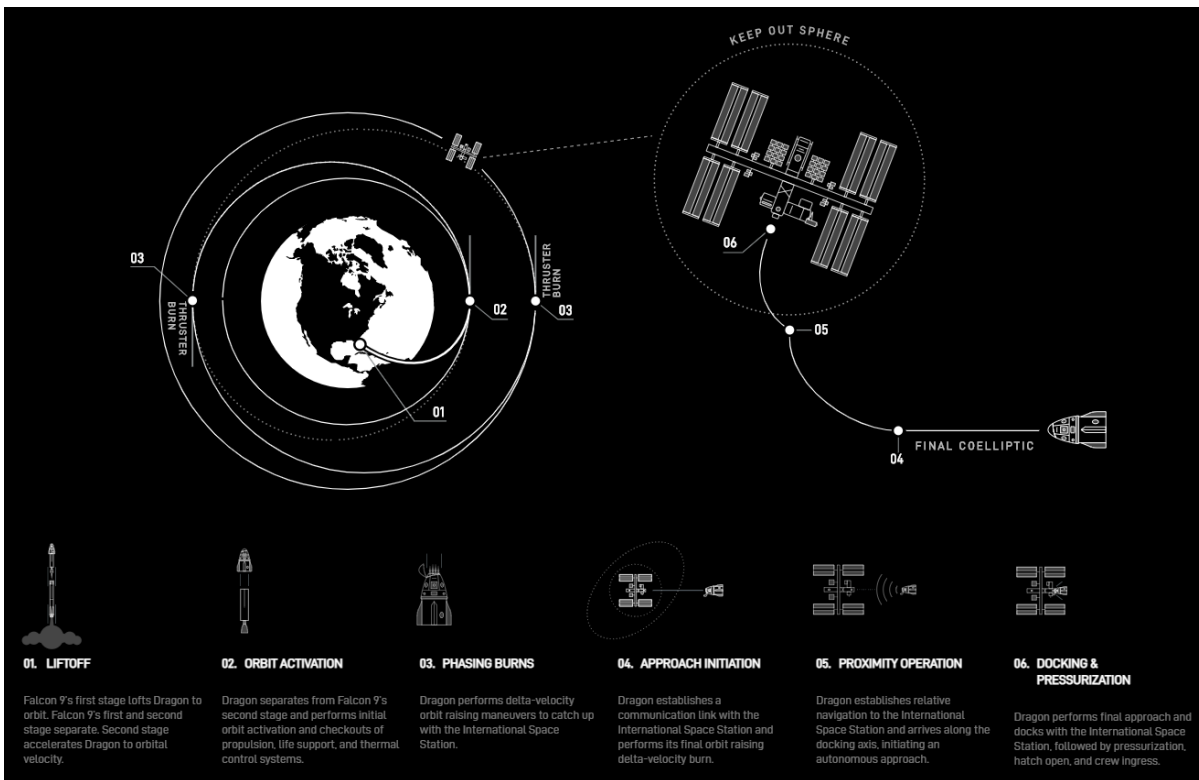 KEEP OUT SPHERE
03
THRUSTER
BURN
02
THRUSTER
BURN
03
01
06
05
04
FINAL COELLIPTIC
01. LIFTOFF
Falcon 9's first stage lofts Dragon to
orbit. Falcon 9's first and second
stage separate. Second stage
accelerates Dragon to orbital
velocity.
02. ORBIT ACTIVATION
Dragon separates from Falcon 9's
second stage and performs initial
orbit activation and checkouts of
propulsion, life support, and thermal
control systems.
03. PHASING BURNS
Dragon performs delta-velocity
orbit raising maneuvers to catch up
with the International Space
Station.
04. APPROACH INITIATION
Dragon establishes a
communication link with the
International Space Station and
performs its final orbit raising
delta-velocity burn.
05. PROXIMITY OPERATION
Dragon establishes relative
navigation to the International
Space Station and arrives along the
docking axis, initiating an
autonomous approach.
06. DOCKING &
PRESSURIZATION
Dragon performs final approach and
docks with the International Space
Station, followed by pressurization,
hatch open, and crew ingress.